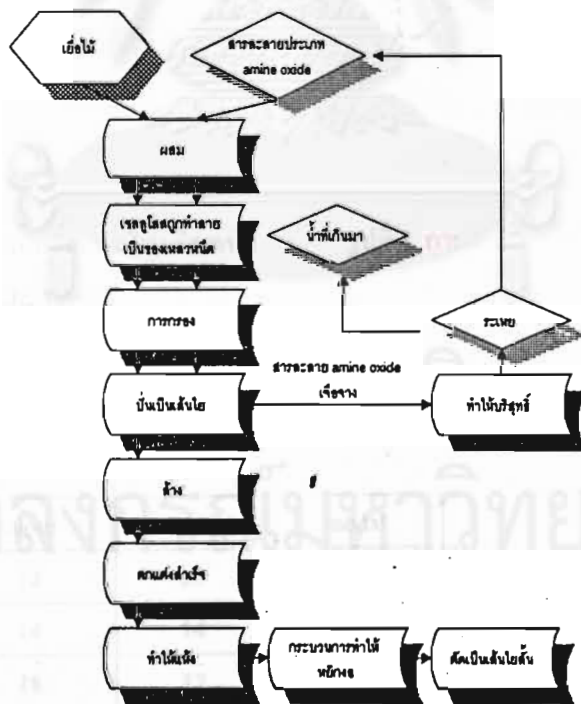 เยื่อไม้
สารละลายประเภท
amine oxide
ผสม
เซลลูโลสถูกทำลาย
เป็นของเหลวหนืด
น้ำที่เกินมา
การกรอง
ระเหย
สารละลาย amine oxide
เจือจาง
ปั่นเป็นเส้นใย
ทำให้บริสุทธิ์
ล้าง
ตกแต่งสำเร็จ
ทำให้แห้ง
กระบวนการทำให้
หยิกงอ
ตัดเป็นเส้นใยสั้น